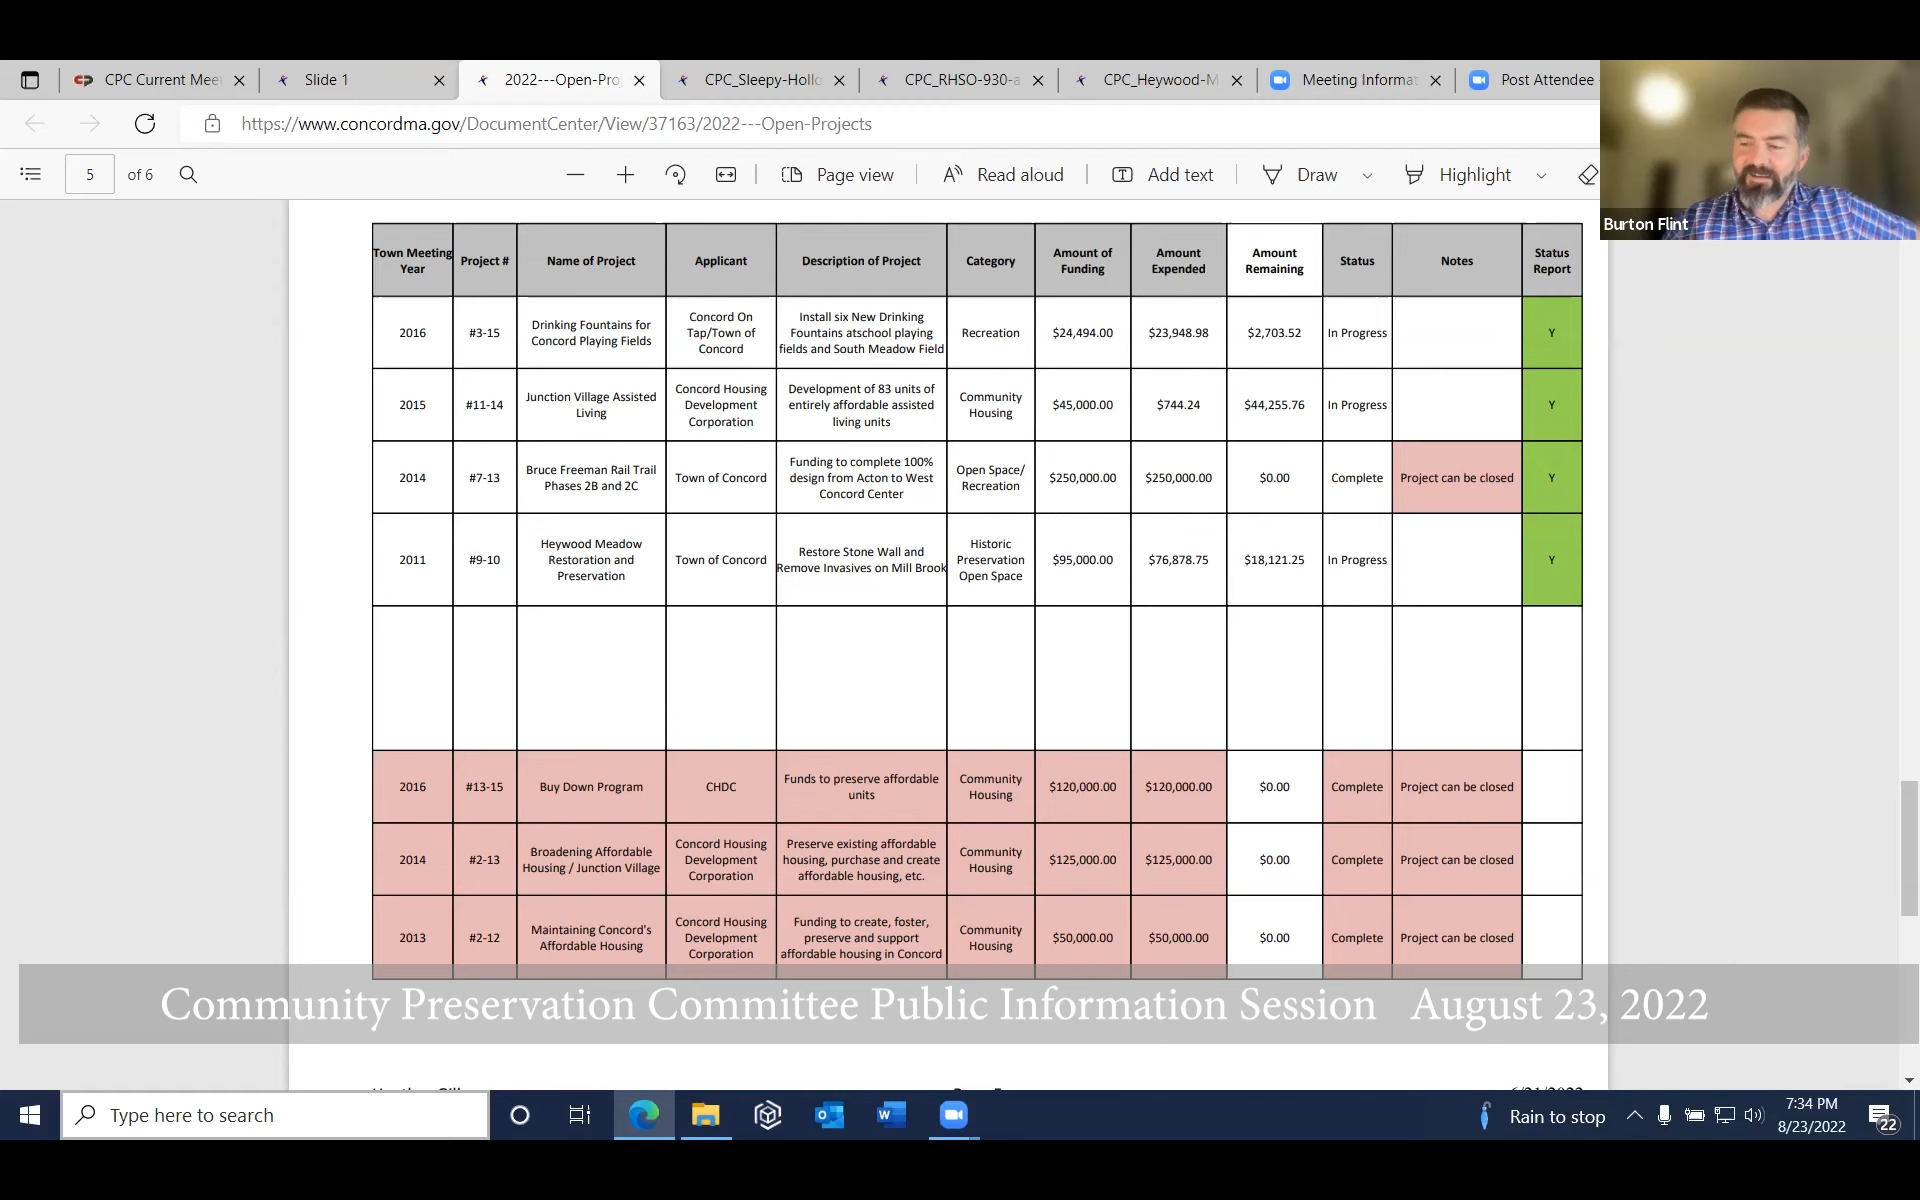 CPC Current Mee
Slide 1
2022---Open-Pro
CPC_Sleepy-Hollo
CPC_RHSO-930-a
CPC_Heywood-M
Meeting Informat
Post Attendee
https://www.concordma.gov/DocumentCenter/View/37163/2022---Open-Projects
5 of 6
Page view
Read aloud
Add text
Draw
Highlight
Burton Flint
Town Meeting Year Project # Name of Project Applicant Description of Project Category Amount of Funding Amount Expended Amount Remaining Status Notes Status Report
2016 #3-15 Drinking Fountains for Concord Playing Fields Concord On Tap/Town of Concord Install six New Drinking Fountains atschool playing fields and South Meadow Field Recreation $24,494.00 $23,948.98 $2,703.52 In Progress Y
2015 #11-14 Junction Village Assisted Living Concord Housing Development Corporation Development of 83 units of entirely affordable assisted living units Community Housing $45,000.00 $744.24 $44,255.76 In Progress Y
2014 #7-13 Bruce Freeman Rail Trail Phases 2B and 2C Town of Concord Funding to complete 100% design from Acton to West Concord Center Open Space/ Recreation $250,000.00 $250,000.00 $0.00 Complete Project can be closed Y
2011 #9-10 Heywood Meadow Restoration and Preservation Town of Concord Restore Stone Wall and Remove Invasives on Mill Brook Historic Preservation Open Space $95,000.00 $76,878.75 $18,121.25 In Progress Y
2016 #13-15 Buy Down Program CHDC Funds to preserve affordable units Community Housing $120,000.00 $120,000.00 $0.00 Complete Project can be closed
2014 #2-13 Broadening Affordable Housing / Junction Village Concord Housing Development Corporation Preserve existing affordable housing, purchase and create affordable housing, etc. Community Housing $125,000.00 $125,000.00 $0.00 Complete Project can be closed
2013 #2-12 Maintaining Concord's Affordable Housing Concord Housing Development Corporation Funding to create, foster, preserve and support affordable housing in Concord Community Housing $50,000.00 $50,000.00 $0.00 Complete Project can be closed
Community Preservation Committee Public Information Session August 23, 2022
Type here to search
Rain to stop
7:34 PM
8/23/2022
22